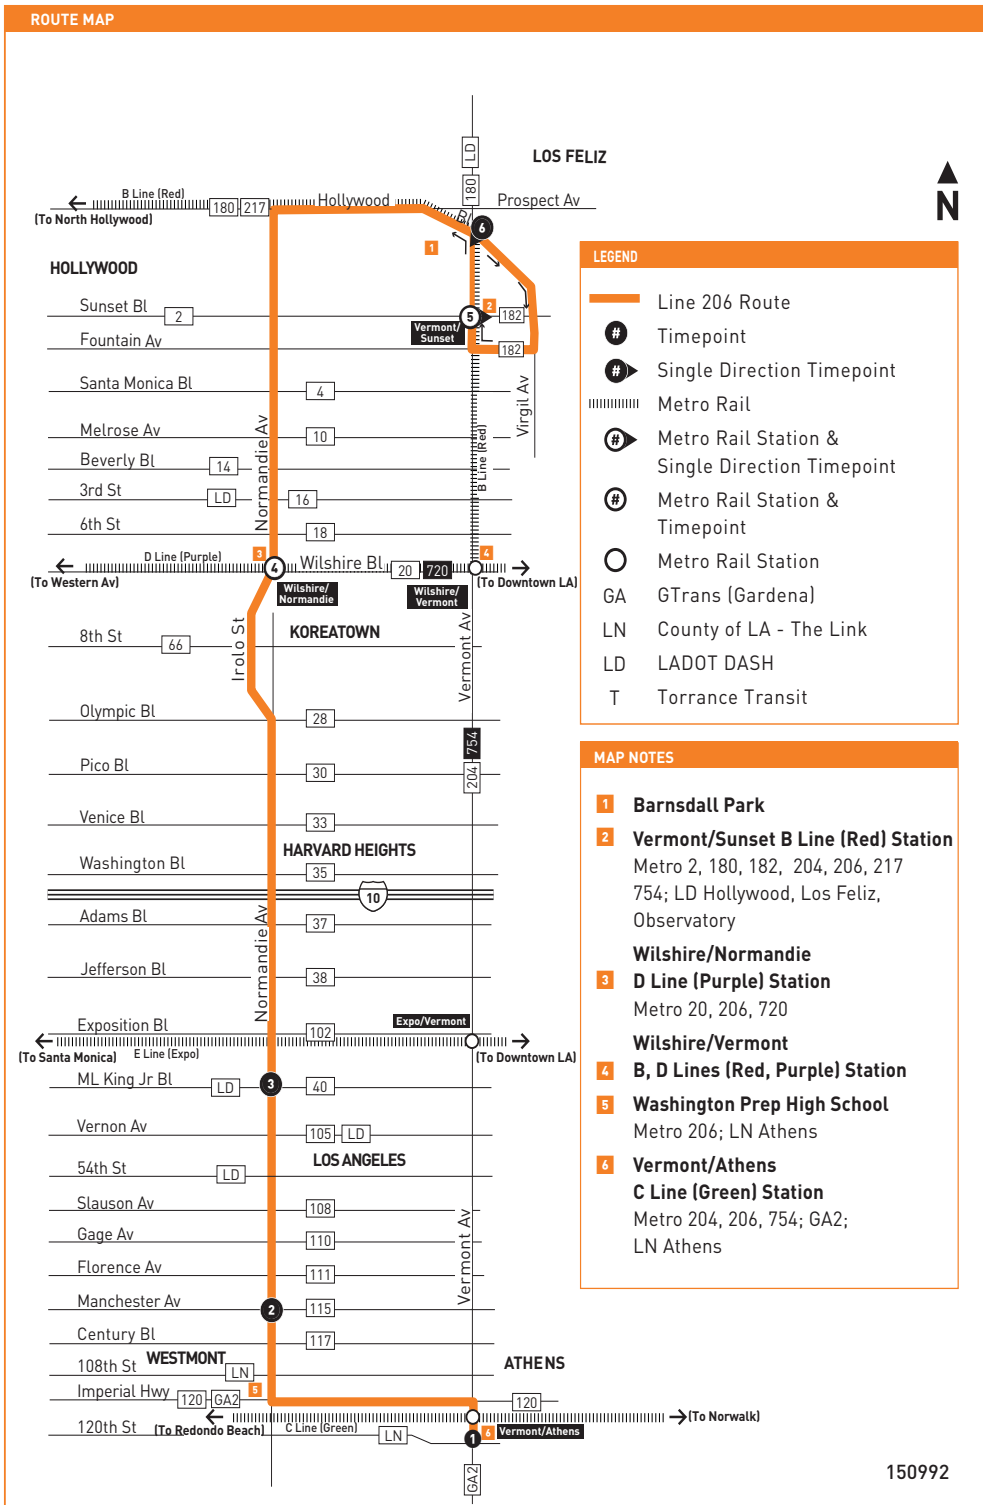 ROUTE MAP
LD
LOS FELIZ
180
B Line (Red)
180 217
Hollywood
Bl
Prospect Av
N
(To North Hollywood)
6
1
HOLLYWOOD
2
Sunset Bl
2
5
182
Vermont/
Sunset
Fountain Av
182
Santa Monica Bl
4
Virgil Av
Normandie Av
Melrose Av
10
B Line (Red)
Beverly Bl
14
3rd St
LD
16
6th St
18
D Line (Purple)
3
4
Wilshire Bl
20 720
4
(To Western Av)
(To Downtown LA)
Wilshire/
Normandie
Wilshire/
Vermont
Irolo St
KOREATOWN
Vermont Av
8th St
66
Olympic Bl
28
754
204
Pico Bl
30
Venice Bl
33
HARVARD HEIGHTS
Washington Bl
35
10
Adams Bl
37
Normandie Av
Jefferson Bl
38
Exposition Bl
102
Expo/Vermont
(To Santa Monica)
E Line (Expo)
(To Downtown LA)
ML King Jr Bl
LD
3
40
Vernon Av
105 LD
LOS ANGELES
54th St
LD
Slauson Av
108
Gage Av
110
Vermont Av
Florence Av
111
Manchester Av
2
115
Century Bl
117
108th St
WESTMONT
LN
ATHENS
Imperial Hwy
120 GA2
5
120
(To Redondo Beach)
C Line (Green)
(To Norwalk)
120th St
LN
1
6
Vermont/Athens
GA2
LEGEND
Line 206 Route
# Timepoint
# Single Direction Timepoint
Metro Rail
# Metro Rail Station &
Single Direction Timepoint
# Metro Rail Station &
Timepoint
Metro Rail Station
GA GTrans (Gardena)
LN County of LA - The Link
LD LADOT DASH
T Torrance Transit
MAP NOTES
1 Barnsdall Park
2 Vermont/Sunset B Line (Red) Station
Metro 2, 180, 182, 204, 206, 217
754; LD Hollywood, Los Feliz,
Observatory
Wilshire/Normandie
3 D Line (Purple) Station
Metro 20, 206, 720
Wilshire/Vermont
4 B, D Lines (Red, Purple) Station
5 Washington Prep High School
Metro 206; LN Athens
6 Vermont/Athens
C Line (Green) Station
Metro 204, 206, 754; GA2;
LN Athens
150992